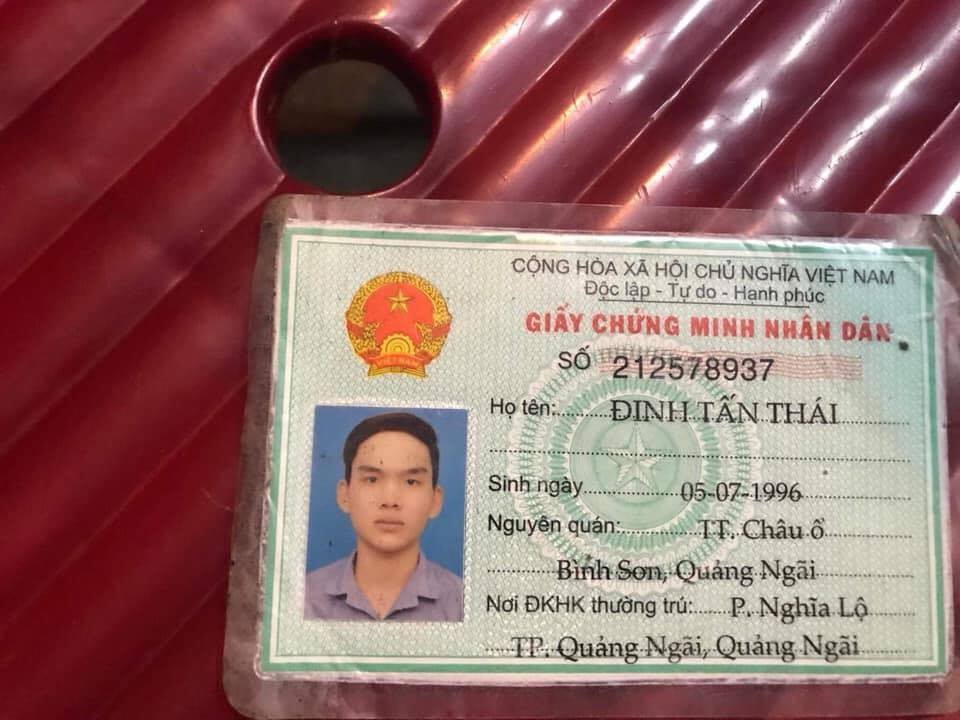 CỘNG HÒA XÃ HỘI CHỦ NGHĨA VIỆT NAM
Độc lập - Tự do - Hạnh phúc
GIẤY CHỨNG MINH NHÂN DÂN
SỐ 212578937
Họ tên: ĐINH TẤN THÁI
Sinh ngày 05-07-1996
Nguyên quán: TT. Châu ổ
Bình Sơn, Quảng Ngãi
Nơi ĐKHK thường trú: P. Nghĩa Lộ
TP. Quảng Ngãi, Quảng Ngãi
VIỆT NAM